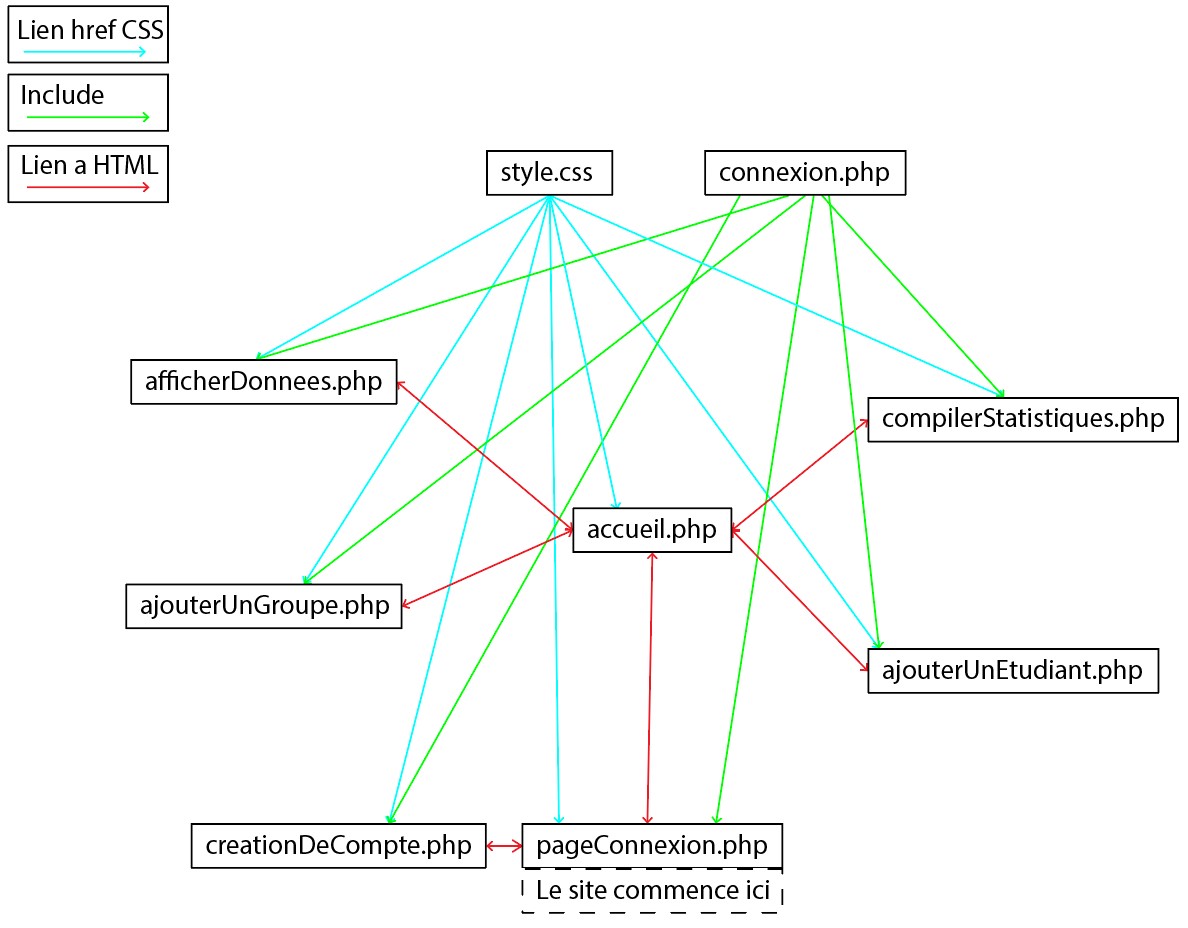 Lien href CSS
Include
Lien a HTML
style.css
connexion.php
afficherDonnees.php
compilerStatistiques.php
accueil.php
ajouterUnGroupe.php
ajouterUnEtudiant.php
creationDeCompte.php
pageConnexion.php
Le site commence ici